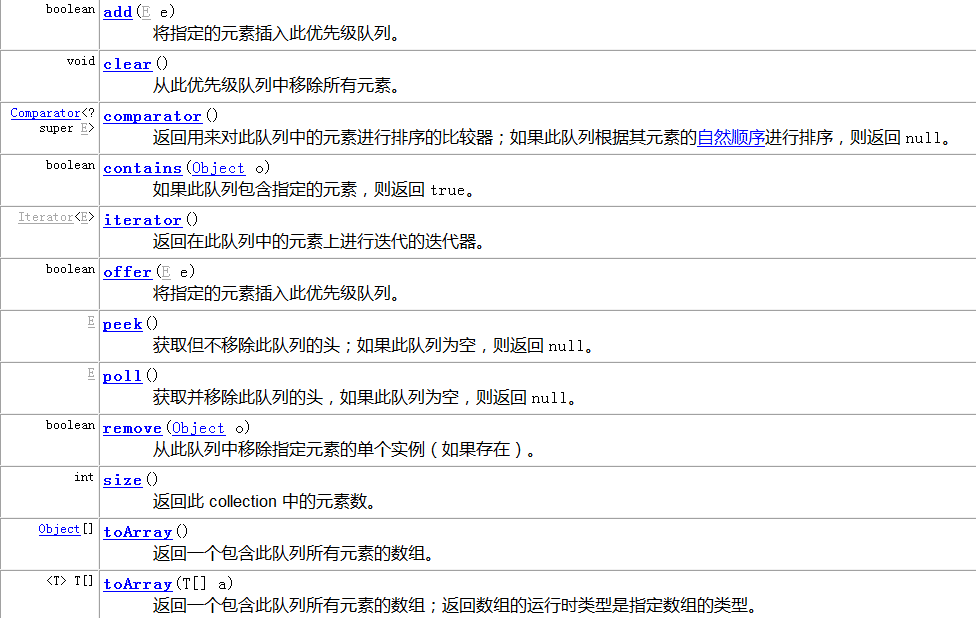 boolean add(E e)
将指定的元素插入此优先级队列。
void clear()
从此优先级队列中移除所有元素。
Comparator<? comparator()
super E>
返回用来对此队列中的元素进行排序的比较器；如果此队列根据其元素的自然顺序进行排序，则返回 null。
boolean contains(Object o)
如果此队列包含指定的元素，则返回 true。
Iterator<E> iterator()
返回在此队列中的元素上进行迭代的迭代器。
boolean offer(E e)
将指定的元素插入此优先级队列。
E peek()
获取但不移除此队列的头；如果此队列为空，则返回 null。
E poll()
获取并移除此队列的头，如果此队列为空，则返回 null。
boolean remove(Object o)
从此队列中移除指定元素的单个实例（如果存在）。
int size()
返回此 collection 中的元素数。
Object[] toArray()
返回一个包含此队列所有元素的数组。
<T> T[] toArray(T[] a)
返回一个包含此队列所有元素的数组；返回数组的运行时类型是指定数组的类型。